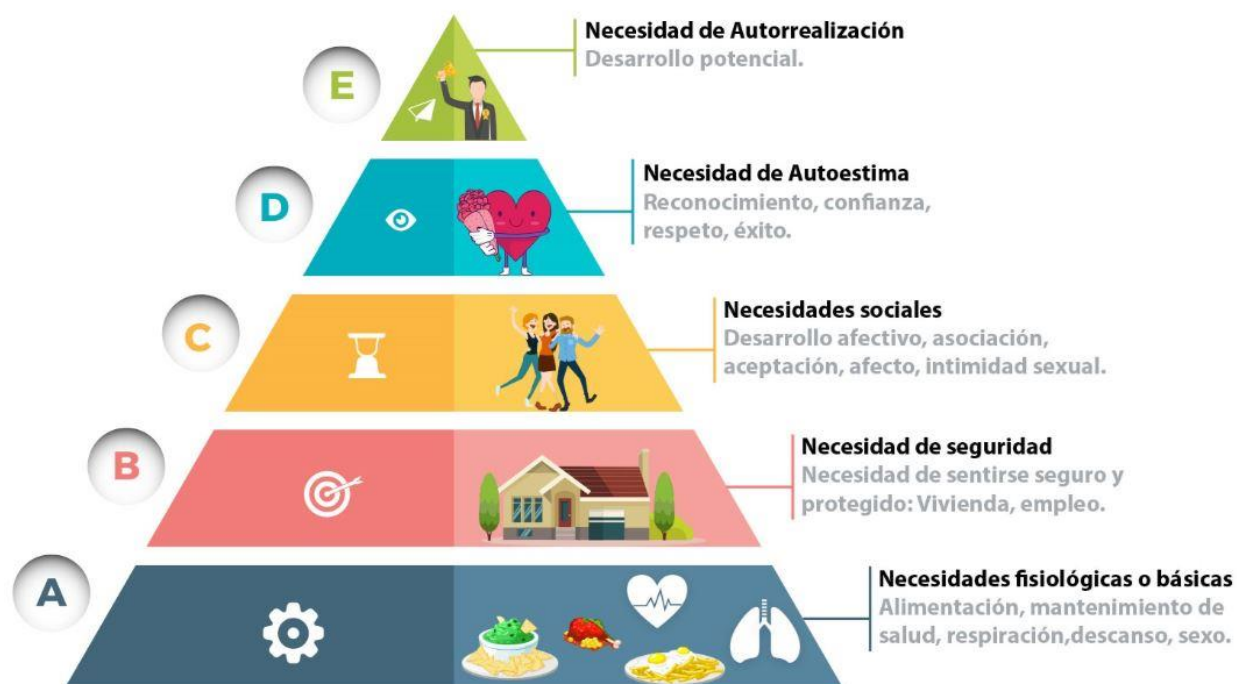 E
Necesidad de Autorrealización
Desarrollo potencial.
D
Necesidad de Autoestima
Reconocimiento, confianza,
respeto, éxito.
C
Necesidades sociales
Desarrollo afectivo, asociación,
aceptación, afecto, intimidad sexual.
B
Necesidad de seguridad
Necesidad de sentirse seguro y
protegido: Vivienda, empleo.
A
Necesidades fisiológicas o básicas
Alimentación, mantenimiento de
salud, respiración,descanso, sexo.